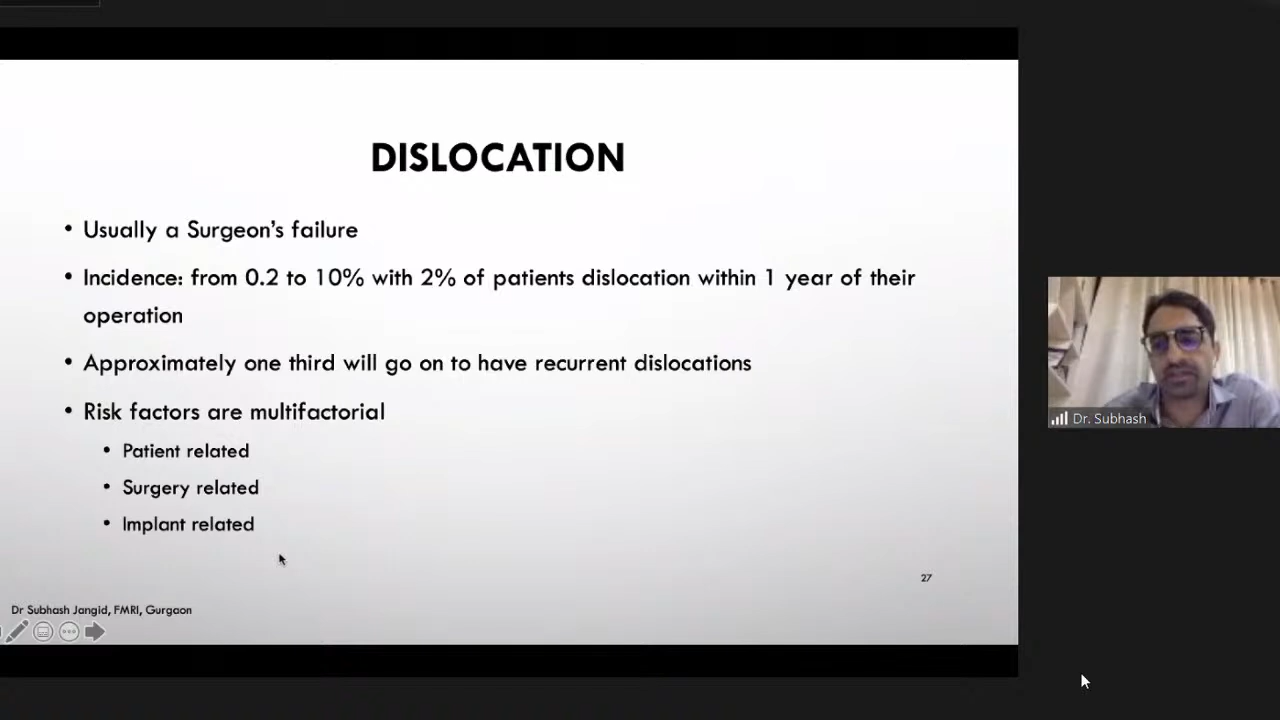 DISLOCATION
• Usually a Surgeon's failure
• Incidence: from 0.2 to 10% with 2% of patients dislocation within 1 year of their
operation
• Approximately one third will go on to have recurrent dislocations
• Risk factors are multifactorial
• Patient related
• Surgery related
• Implant related
27
Dr Subhash Jangid, FMRI, Gurgaon
Dr. Subhash